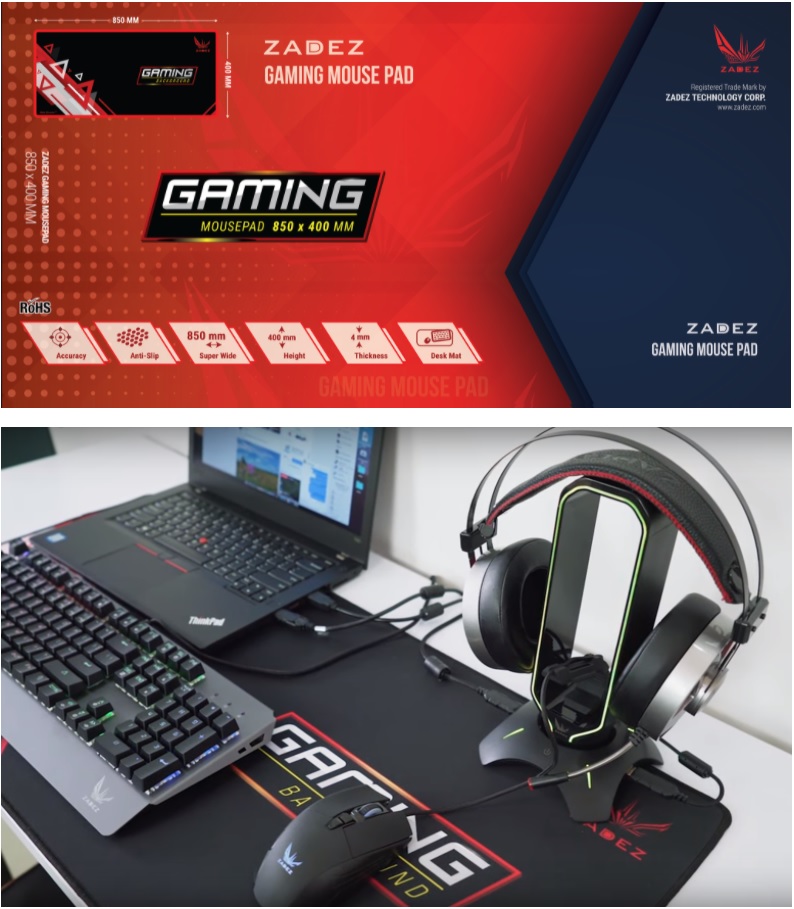 850 MM
400 MM
ZADEZ
GAMING MOUSE PAD
GAMING
BACKGROUND
ZADEZ
Registered Trade Mark by
ZADEZ TECHNOLOGY CORP.
www.zadez.com
ZADEZ GAMING MOUSEPAD
850 x 400 MM
GAMING
MOUSEPAD 850 x 400 MM
RoHS
Accuracy
Anti-Slip
850 mm
Super Wide
400 mm
Height
4 mm
Thickness
Desk Mat
ZADEZ
GAMING MOUSE PAD
GAMING MOUSE PAD
ThinkPad
ZADEZ
GAMING
ZADEZ